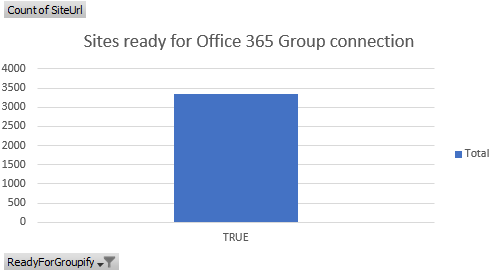 Count of SiteUrl
Sites ready for Office 365 Group connection
4000
3500
3000
2500
2000
1500
1000
500
0
TRUE
Total
ReadyForGroupify